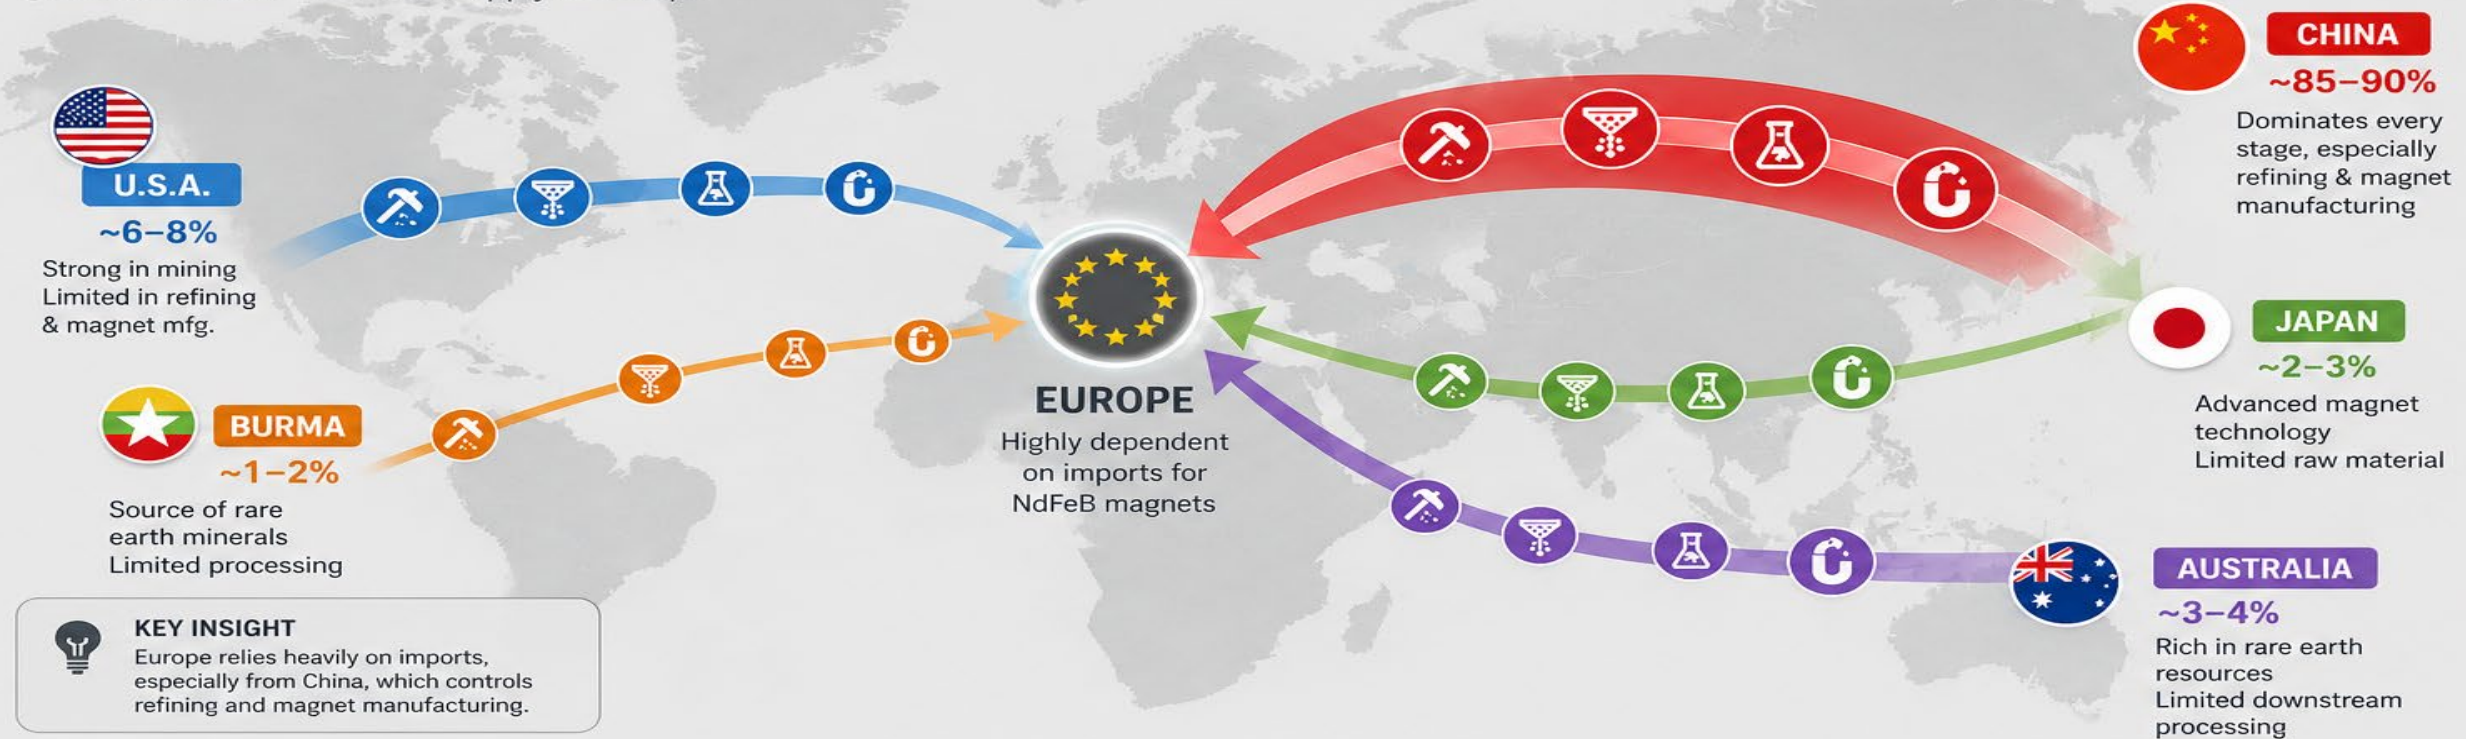 U.S.A.
~6–8%
Strong in mining
Limited in refining
& magnet mfg.
BURMA
~1–2%
Source of rare
earth minerals
Limited processing
KEY INSIGHT
Europe relies heavily on imports,
especially from China, which controls
refining and magnet manufacturing.
EUROPE
Highly dependent
on imports for
NdFeB magnets
CHINA
~85–90%
Dominates every
stage, especially
refining & magnet
manufacturing
JAPAN
~2–3%
Advanced magnet
technology
Limited raw material
AUSTRALIA
~3–4%
Rich in rare earth
resources
Limited downstream
processing